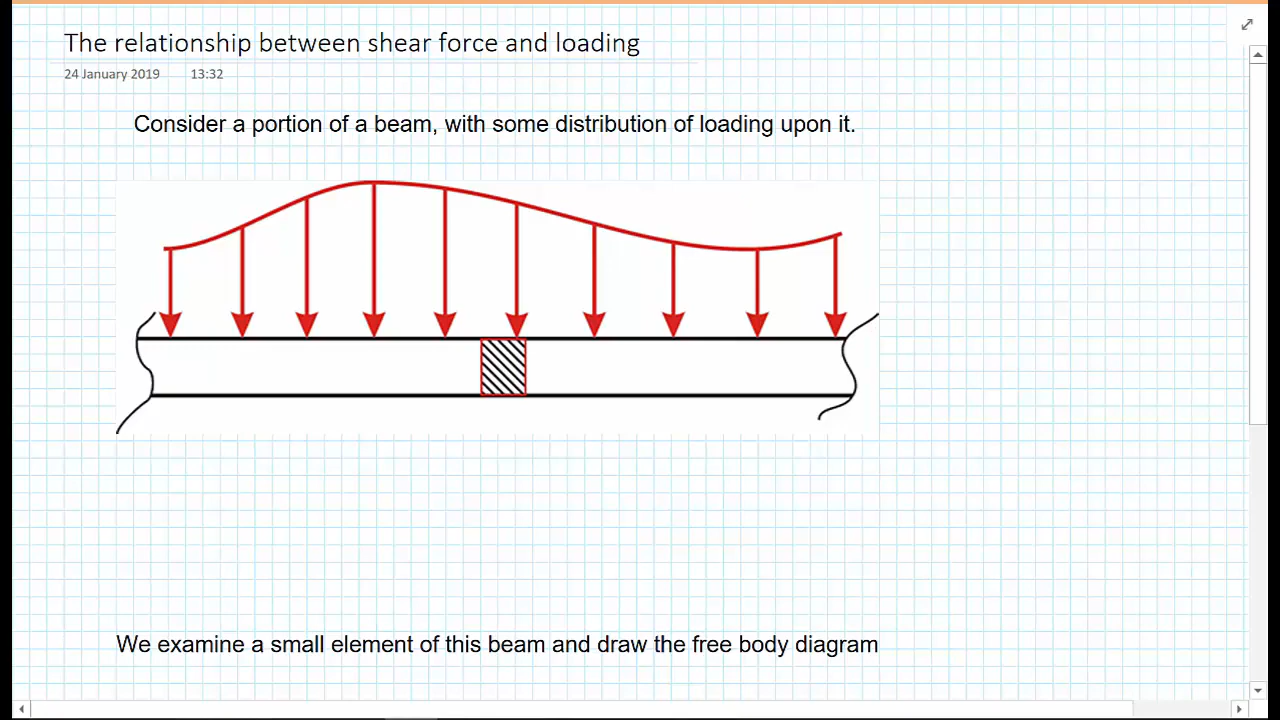 The relationship between shear force and loading
24 January 2019 13:32
Consider a portion of a beam, with some distribution of loading upon it.
We examine a small element of this beam and draw the free body diagram